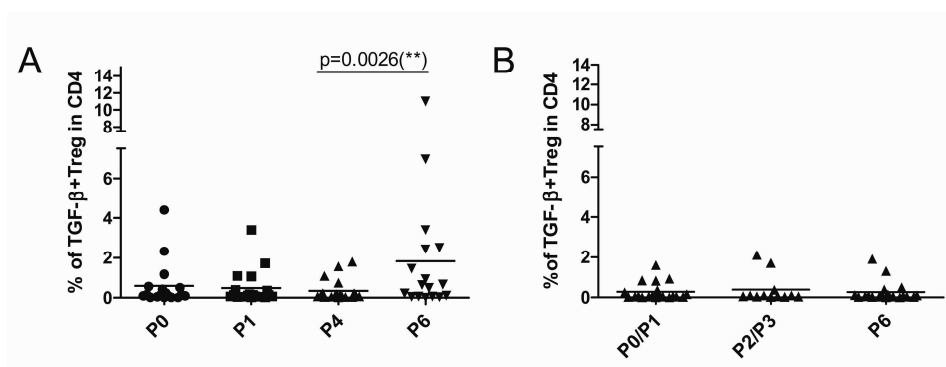 A
p=0.0026(**)
% of TGF-β+Treg in CD4
14
12
10
8
6
4
2
0
P0
P1
P4
P6
B
%of TGF-β+Treg in CD4
14
12
10
8
6
4
2
0
P0/P1
P2/P3
P6